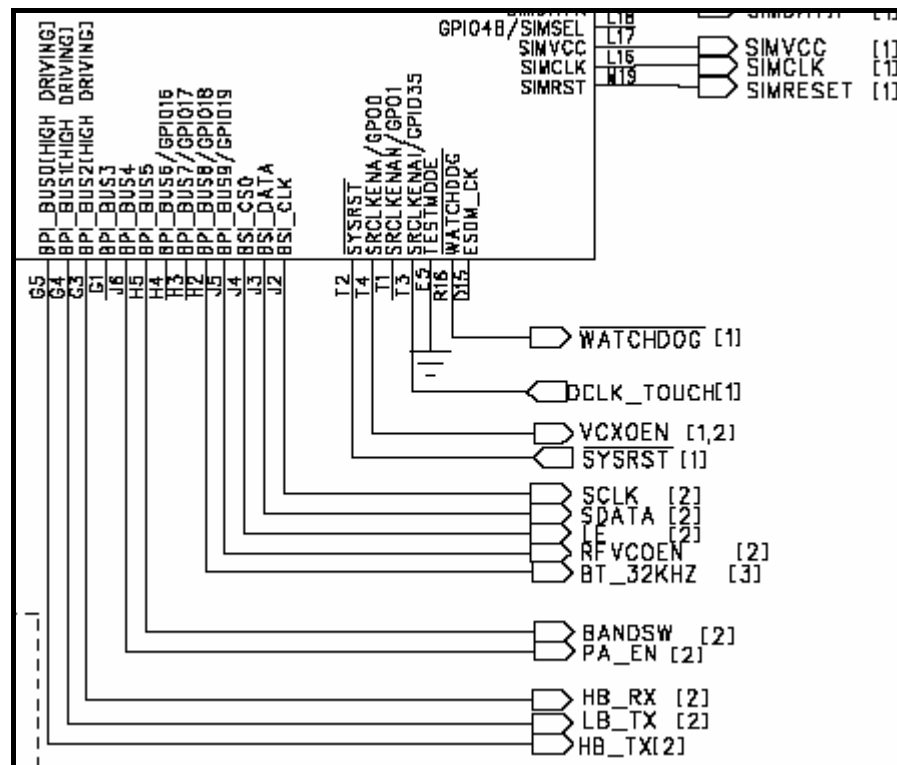 L18
GPIO48/SIMSEL L17
SIMVCC L16 SIMVCC [1]
SIMCLK M19 SIMCLK [1]
SIMRST SIMRESET [1]
BPI_BUS0[HIGH DRIVING]
BPI_BUS1[HIGH DRIVING]
BPI_BUS2[HIGH DRIVING]
BPI_BUS3
BPI_BUS4
BPI_BUS5
BPI_BUS6/GPIO16
BPI_BUS7/GPIO17
BPI_BUS8/GPIO18
BPI_BUS9/GPIO19
BSI_CS0
BSI_DATA
BSI_CLK
SYSRST
SRCLKENA/GPO0
SRCLKENAN/GPO1
SRCLKENAI/GPIO35
TESTMODE
WATCHDOG
ESDM_CK
G5
G4
G3
G1
J6
H5
H4
H3
H2
J5
J4
J3
J2
T2
T4
T1
T3
E5
R16
D15
WATCHDOG [1]
DCLK_TOUCH[1]
VCXOEN [1,2]
SYSRST [1]
SCLK [2]
SDATA [2]
LE [2]
RFVCOEN [2]
BT_32KHZ [3]
BANDSW [2]
PA_EN [2]
HB_RX [2]
LB_TX [2]
HB_TX[2]